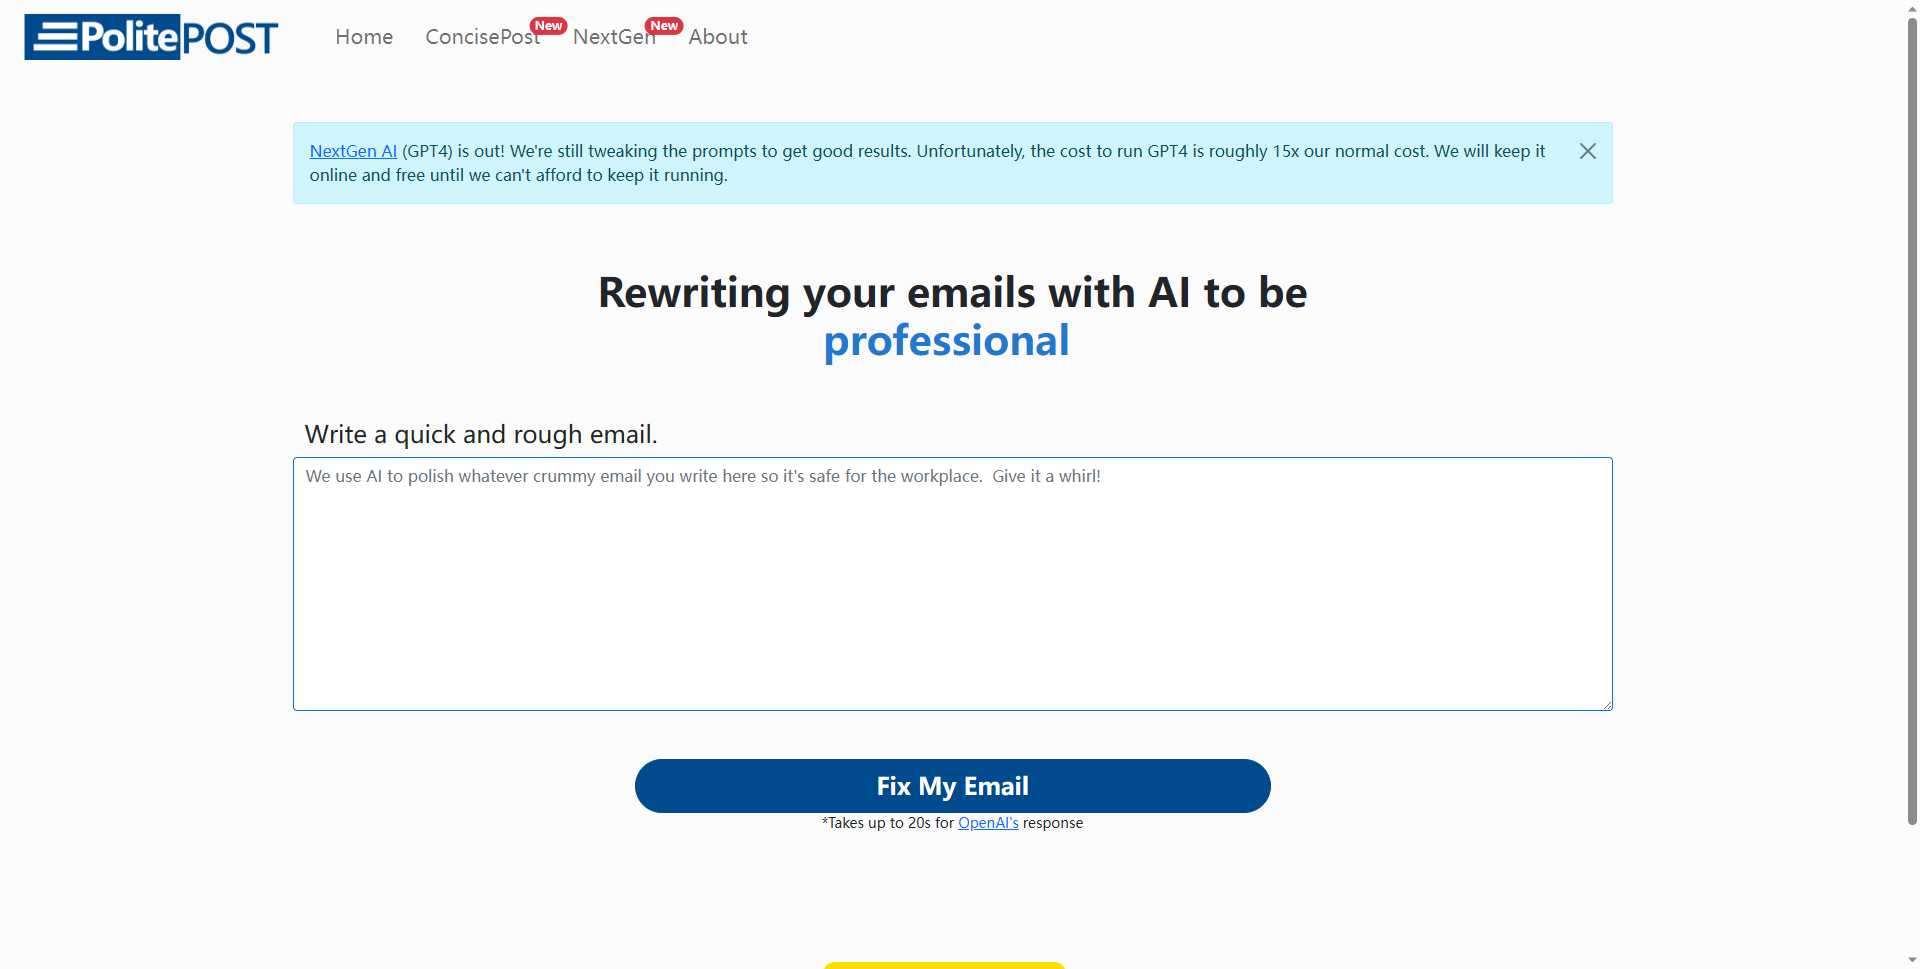 PolitePOST
Home ConcisePost New NextGen New About
NextGen AI (GPT4) is out! We're still tweaking the prompts to get good results. Unfortunately, the cost to run GPT4 is roughly 15x our normal cost. We will keep it
online and free until we can't afford to keep it running.
Rewriting your emails with AI to be
professional
Write a quick and rough email.
We use AI to polish whatever crummy email you write here so it's safe for the workplace.  Give it a whirl!
Fix My Email
*Takes up to 20s for OpenAI's response